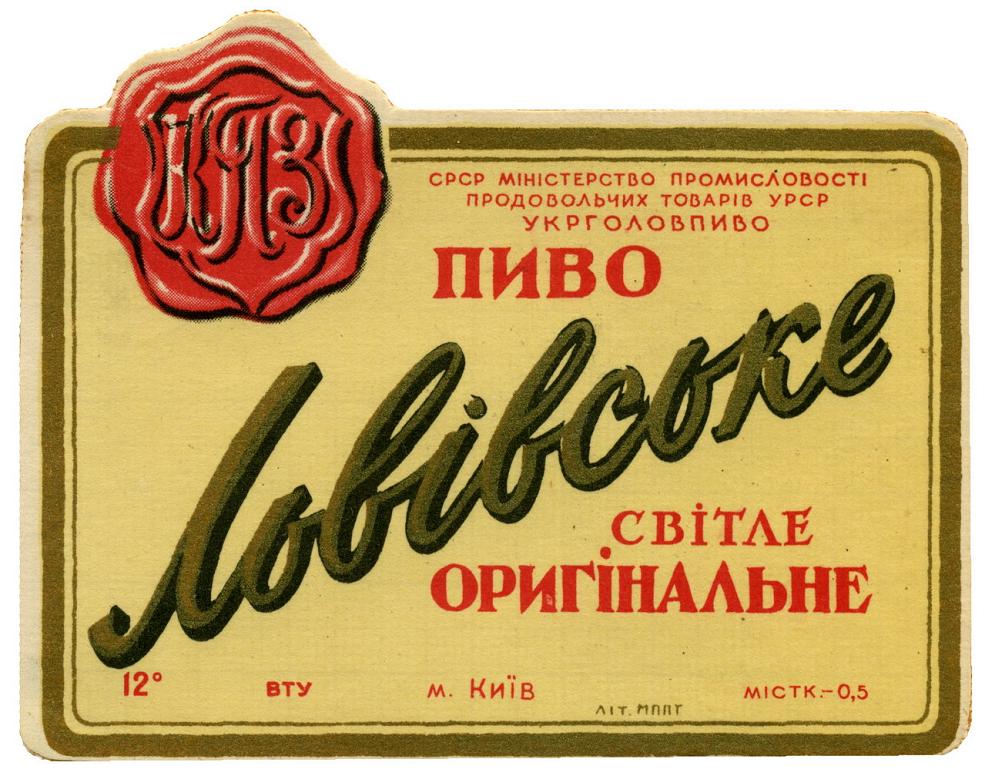 КПЗ
СРСР МІНІСТЕРСТВО ПРОМИСЛОВОСТІ
ПРОДОВОЛЬЧИХ ТОВАРІВ УРСР
УКРГОЛОВПИВО
ПИВО
Львівське
СВІТЛЕ
ОРИГІНАЛЬНЕ
12° ВТУ м. Київ МІСТК.-0,5
ЛІТ. МППТ